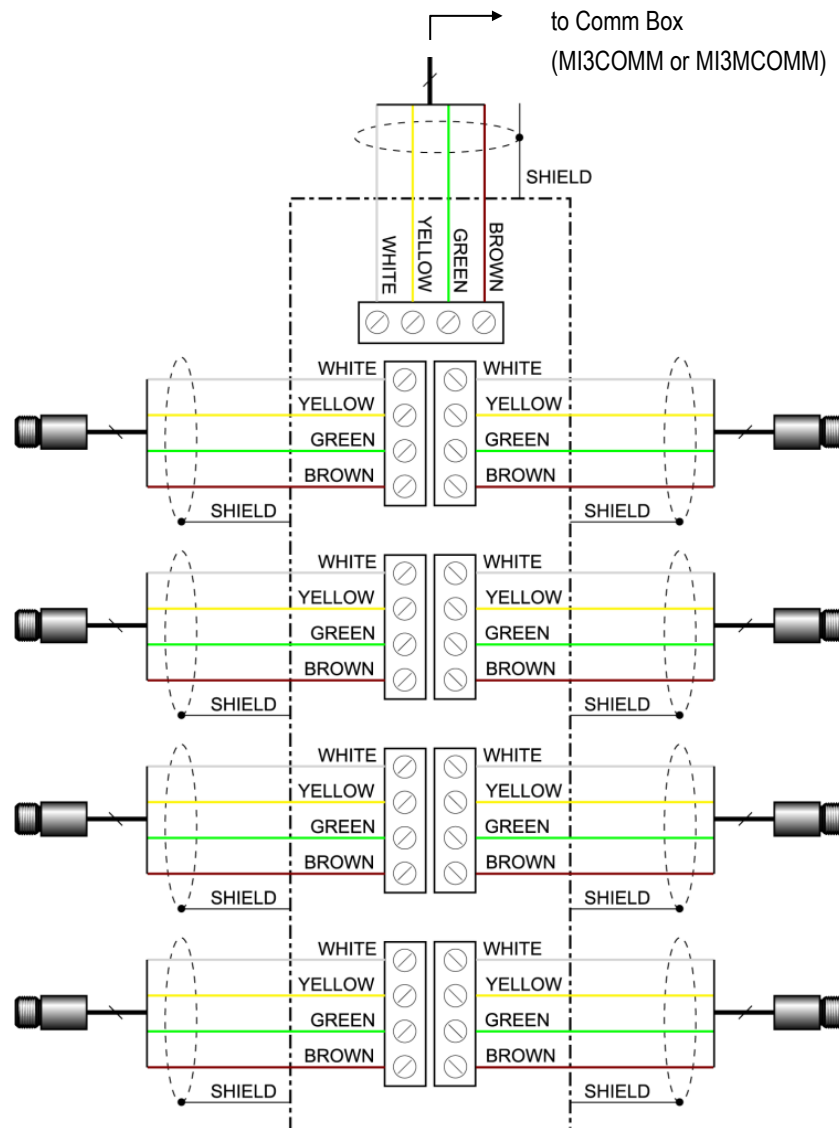 to Comm Box
(MI3COMM or MI3MCOMM)
SHIELD
WHITE
YELLOW
GREEN
BROWN
WHITE WHITE
YELLOW YELLOW
GREEN GREEN
BROWN BROWN
SHIELD SHIELD
WHITE WHITE
YELLOW YELLOW
GREEN GREEN
BROWN BROWN
SHIELD SHIELD
WHITE WHITE
YELLOW YELLOW
GREEN GREEN
BROWN BROWN
SHIELD SHIELD
WHITE WHITE
YELLOW YELLOW
GREEN GREEN
BROWN BROWN
SHIELD SHIELD